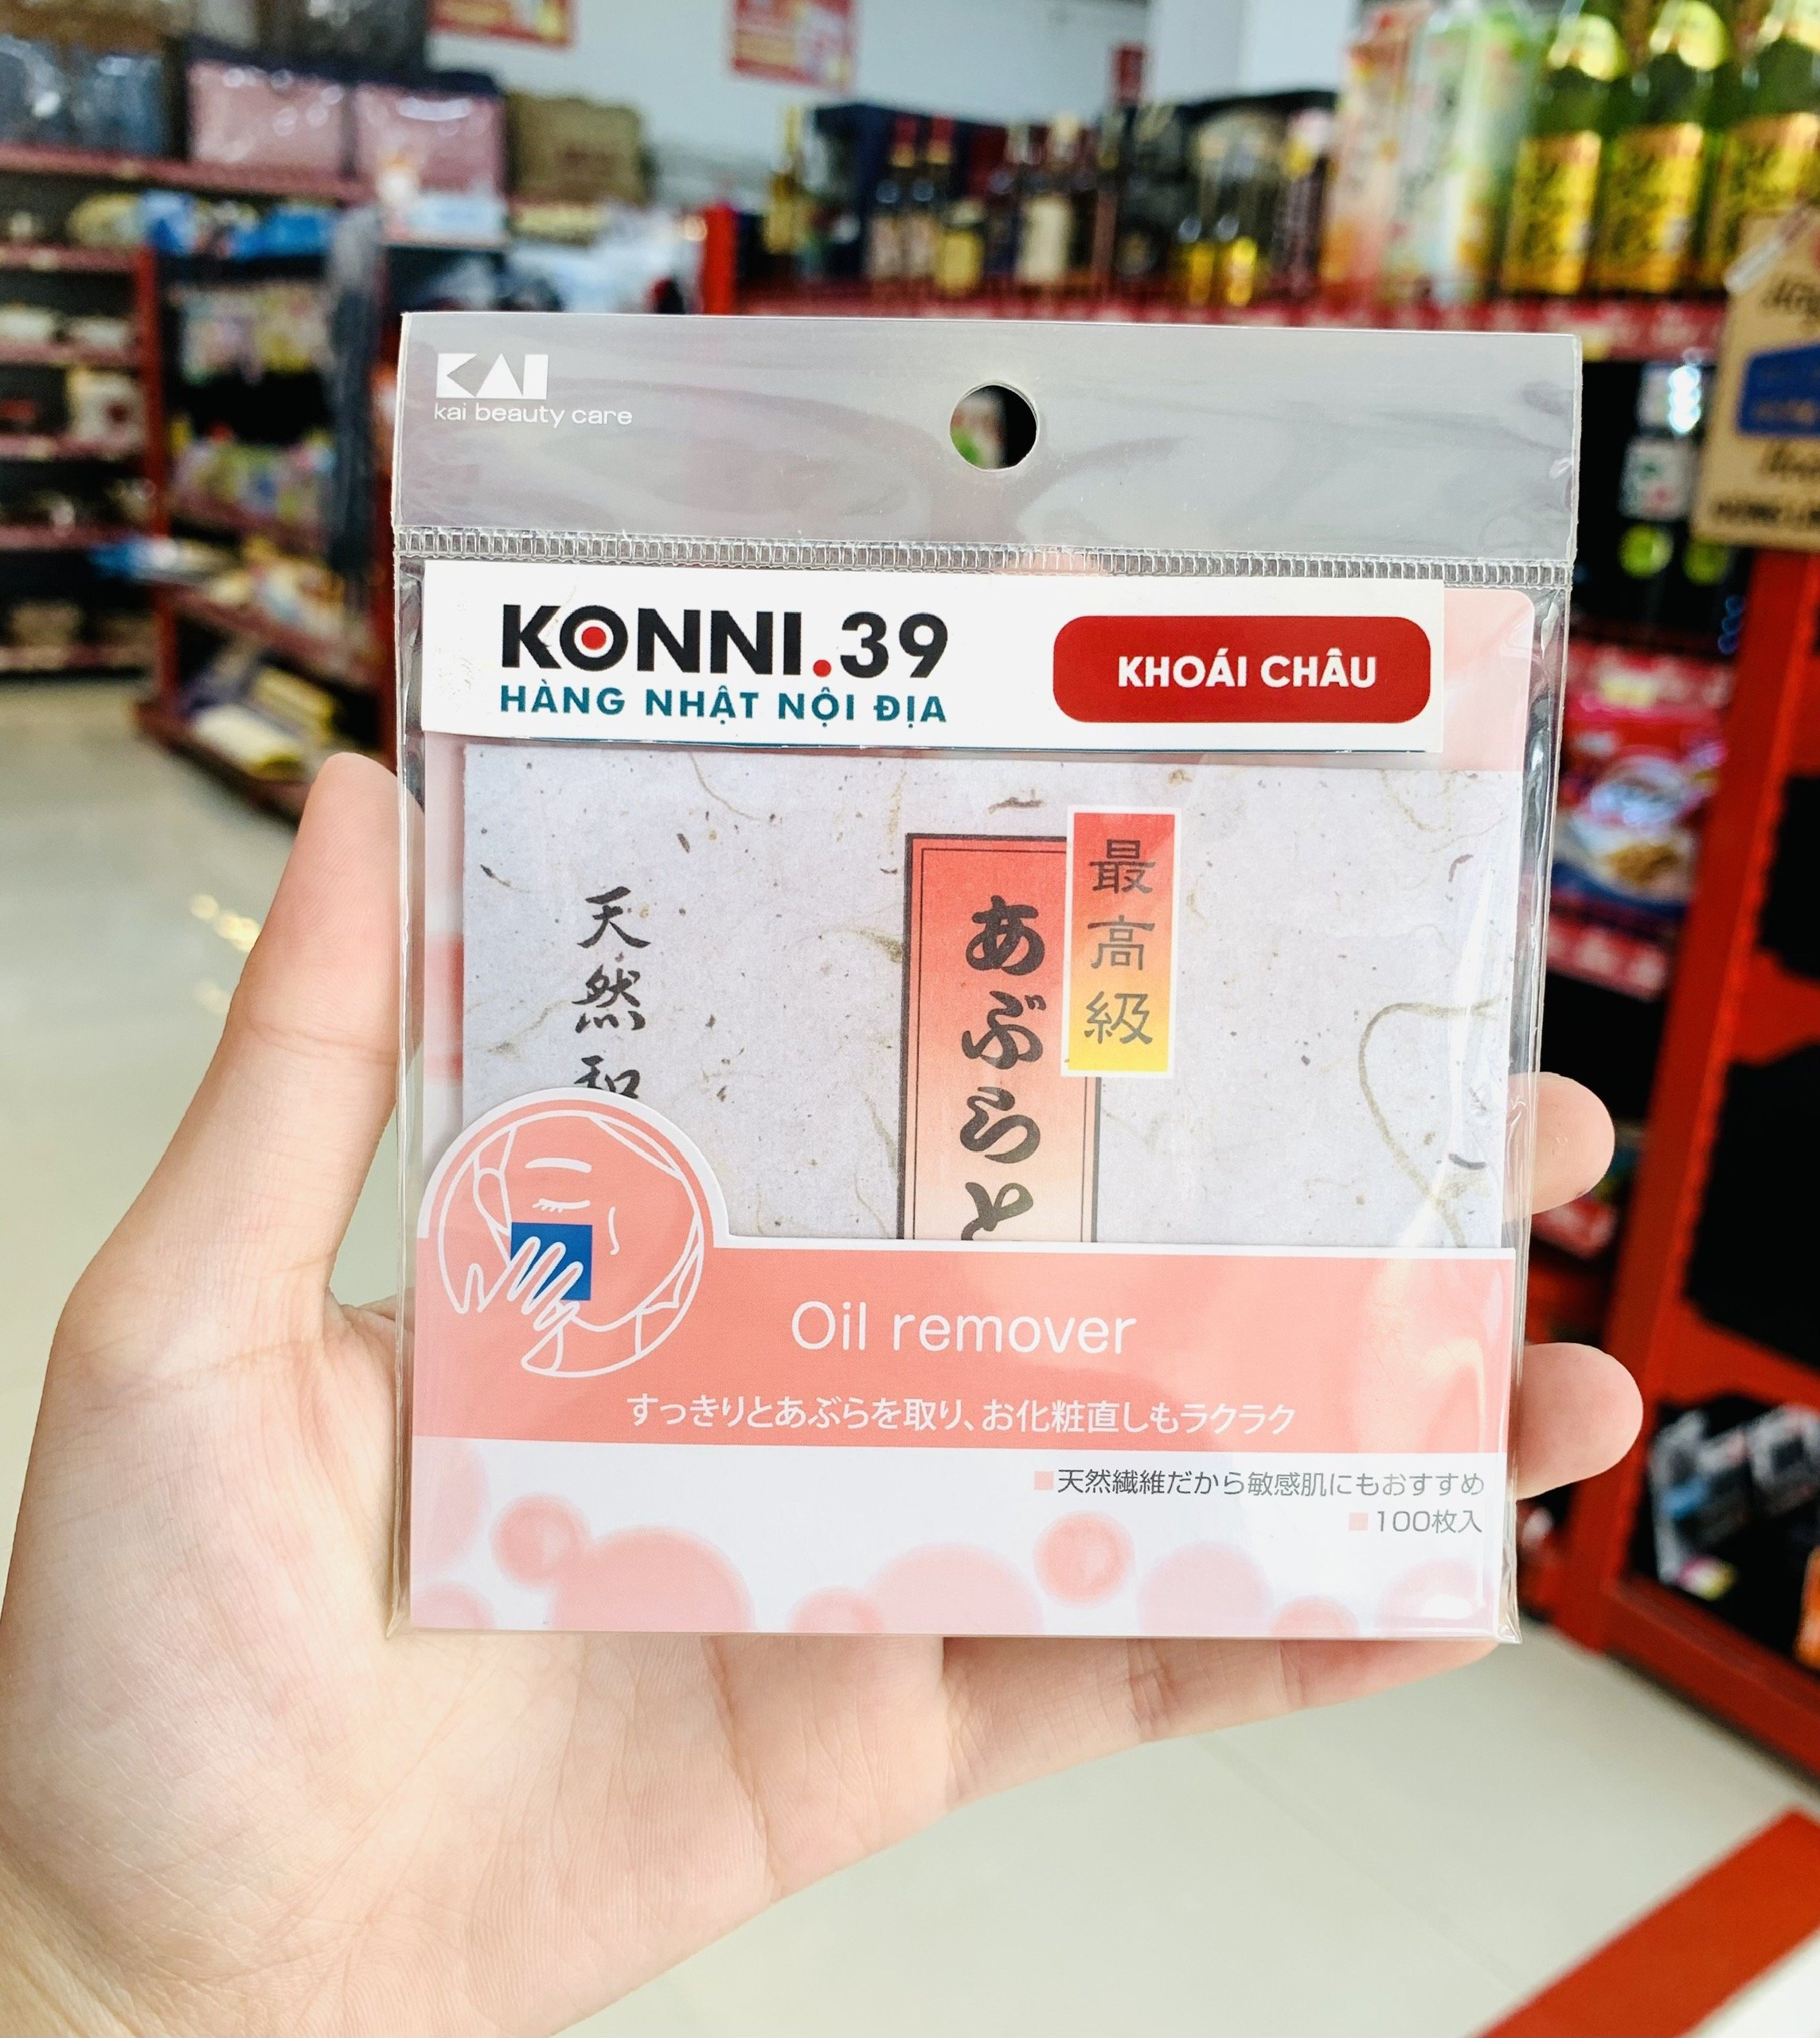 KAI
kai beauty care
KONNI.39
HÀNG NHẬT NỘI ĐỊA
KHOÁI CHÂU
最高級
あぶらと
天然和
Oil remover
すっきりとあぶらを取り、お化粧直しもラクラク
■天然繊維だから敏感肌にもおすすめ
■100枚入